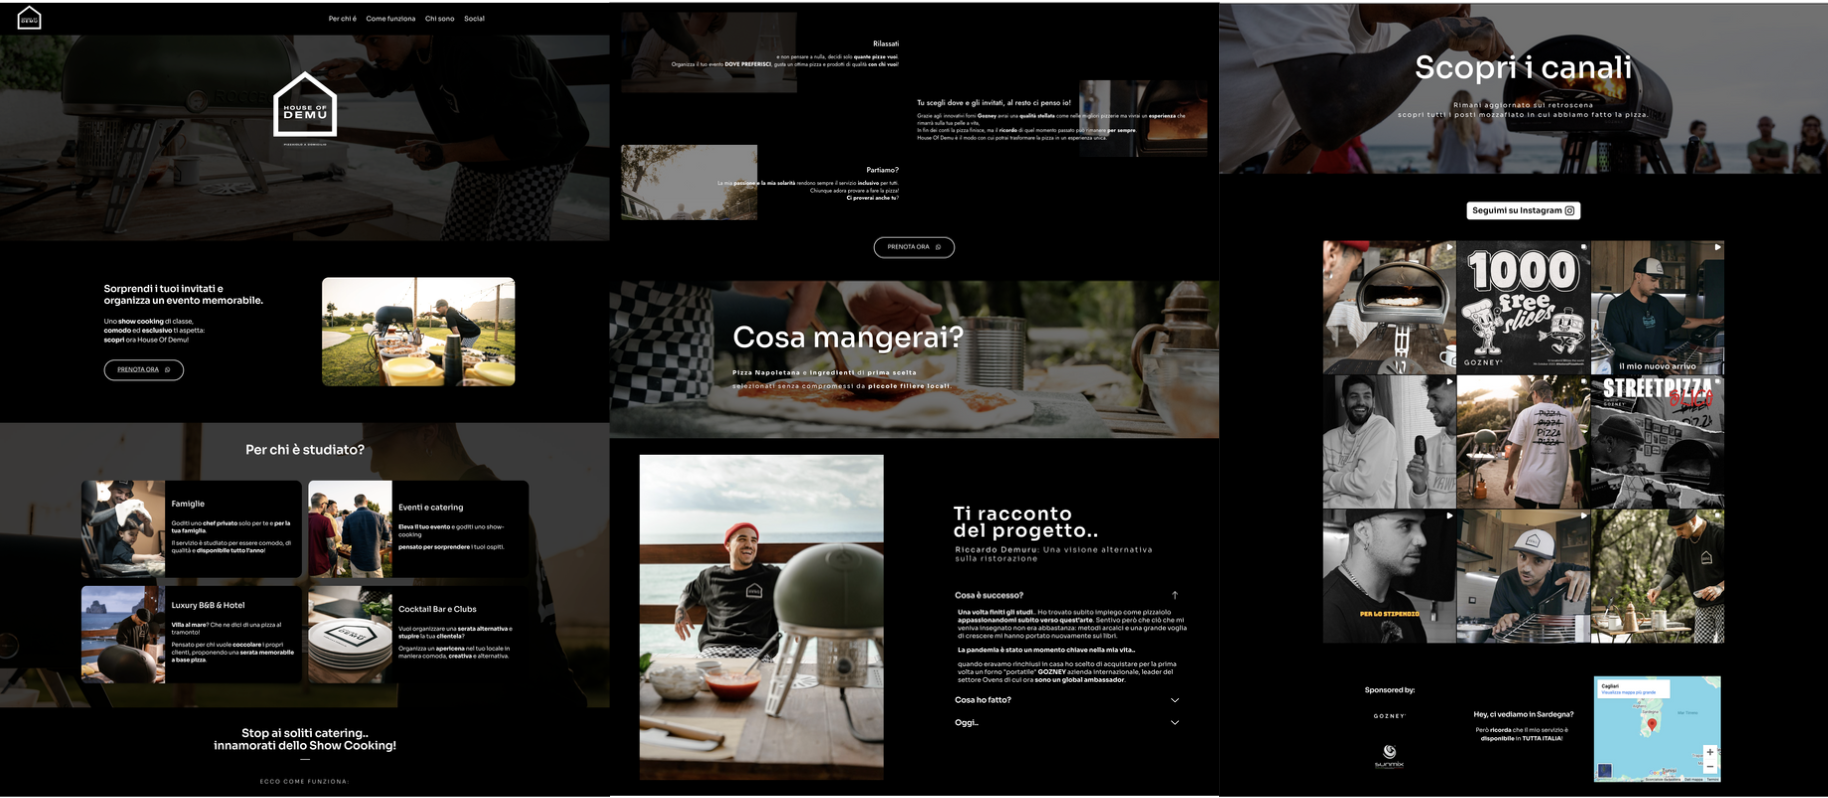 HOUSE OF
DEMU
Per chi è
Come funziona
Chi sono
Social
HOUSE OF
DEMU
PIZZAIOLO A DOMICILIO
Sorprendi i tuoi invitati e
organizza un evento memorabile.
Uno show cooking di classe,
comodo ed esclusivo ti aspetta:
scopri ora House Of Demu!
PRENOTA ORA
Per chi è studiato?
Famiglie
Goditi uno chef privato solo per te e per la
tua famiglia.
Il servizio è studiato per essere comodo, di
qualità e disponibile tutto l'anno!
Eventi e catering
Eleva il tuo evento e goditi uno show-
cooking
pensato per sorprendere i tuoi ospiti.
Luxury B&B & Hotel
Villa al mare? Che ne dici di una pizza al
tramonto!
Pensato per chi vuole coccolare i propri
clienti, proponendo una serata memorabile
a base pizza.
Cocktail Bar e Clubs
Vuoi organizzare una serata alternativa e
stupire la tua clientela?
Organizza un apericena nel tuo locale in
maniera comoda, creativa e alternativa.
Stop ai soliti catering..
innamorati dello Show Cooking!
ECCO COME FUNZIONA:
Rilassati
e non pensare a nulla, decidi solo quante pizze vuoi.
Organizza il tuo evento DOVE PREFERISCI, gusta un ottima pizza e prodotti di qualità con chi vuoi!
Tu scegli dove e gli invitati, al resto ci penso io!
Grazie agli innovativi forni Gozney avrai una qualità stellata come nelle migliori pizzerie ma vivrai un esperienza che
rimarrà sulla tue pelle a vita,
In fin dei conti la pizza finisce, ma il ricordo di quel momento passato può rimanere per sempre.
House Of Demu è il modo con cui potrai trasformare la pizza in un esperienza unica.
Partiamo?
La mia passione e la mia solarità rendono sempre il servizio inclusivo per tutti.
Chiunque adora provare a fare la pizza!
Ci proverai anche tu?
PRENOTA ORA
Cosa mangerai?
Pizza Napoletana e ingredienti di prima scelta
selezionati senza compromessi da piccole filiere locali.
Ti racconto
del progetto..
Riccardo Demuru: Una visione alternativa
sulla ristorazione
Cosa è successo?
Una volta finiti gli studi.. Ho trovato subito impiego come pizzaiolo
appassionandomi subito verso quest'arte. Sentivo però che ciò che mi
veniva insegnato non era abbastanza: metodi arcaici e una grande voglia
di crescere mi hanno portato nuovamente sui libri.
La pandemia è stato un momento chiave nella mia vita..
quando eravamo rinchiusi in casa ho scelto di acquistare per la prima
volta un forno "portatile" GOZNEY azienda internazionale, leader del
settore Ovens di cui ora sono un global ambassador.
Cosa ho fatto?
Oggi..
Scopri i canali
Rimani aggiornato sui retroscena
scopri tutti i posti mozzafiato in cui abbiamo fatto la pizza.
Seguimi su Instagram
1000
free
slices
GOZNEY
il mio nuovo arrivo
PIZZA
PIZZA
PIZZA
PIZZA
STREETPIZZA
GOZNEY
PER LO STIPENDIO
Sponsored by:
GOZNEY
sunmix
Hey, ci vediamo in Sardegna?
Però ricorda che il mio servizio è
disponibile in TUTTA ITALIA!
Cagliari
Visualizza mappa più grande
Sardegna
Mar Tirreno
Cagliari